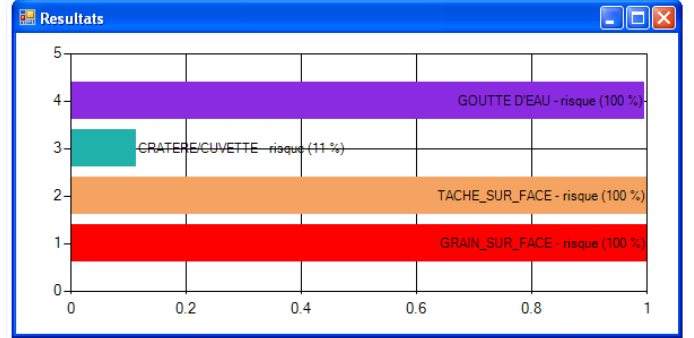 Resultats
5
4
GOUTTE D'EAU - risque (100 %)
3
CRATERE/CUVETTE - risque (11 %)
2
TACHE_SUR_FACE - risque (100 %)
1
GRAIN_SUR_FACE - risque (100 %)
0
0 0.2 0.4 0.6 0.8 1